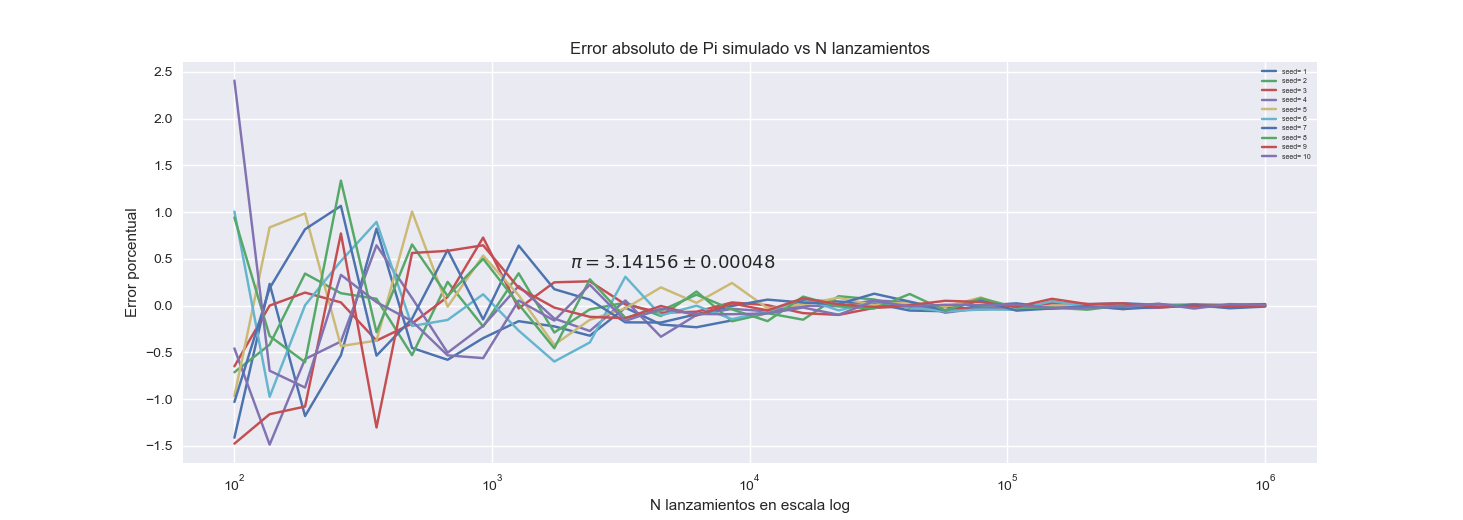 Error absoluto de Pi simulado vs N lanzamientos
Error porcentual
2.5
2.0
1.5
1.0
0.5
0.0
−0.5
−1.0
−1.5
π = 3.14156 ± 0.00048
seed= 1
seed= 2
seed= 3
seed= 4
seed= 5
seed= 6
seed= 7
seed= 8
seed= 9
seed= 10
10²
10³
10⁴
10⁵
10⁶
N lanzamientos en escala log